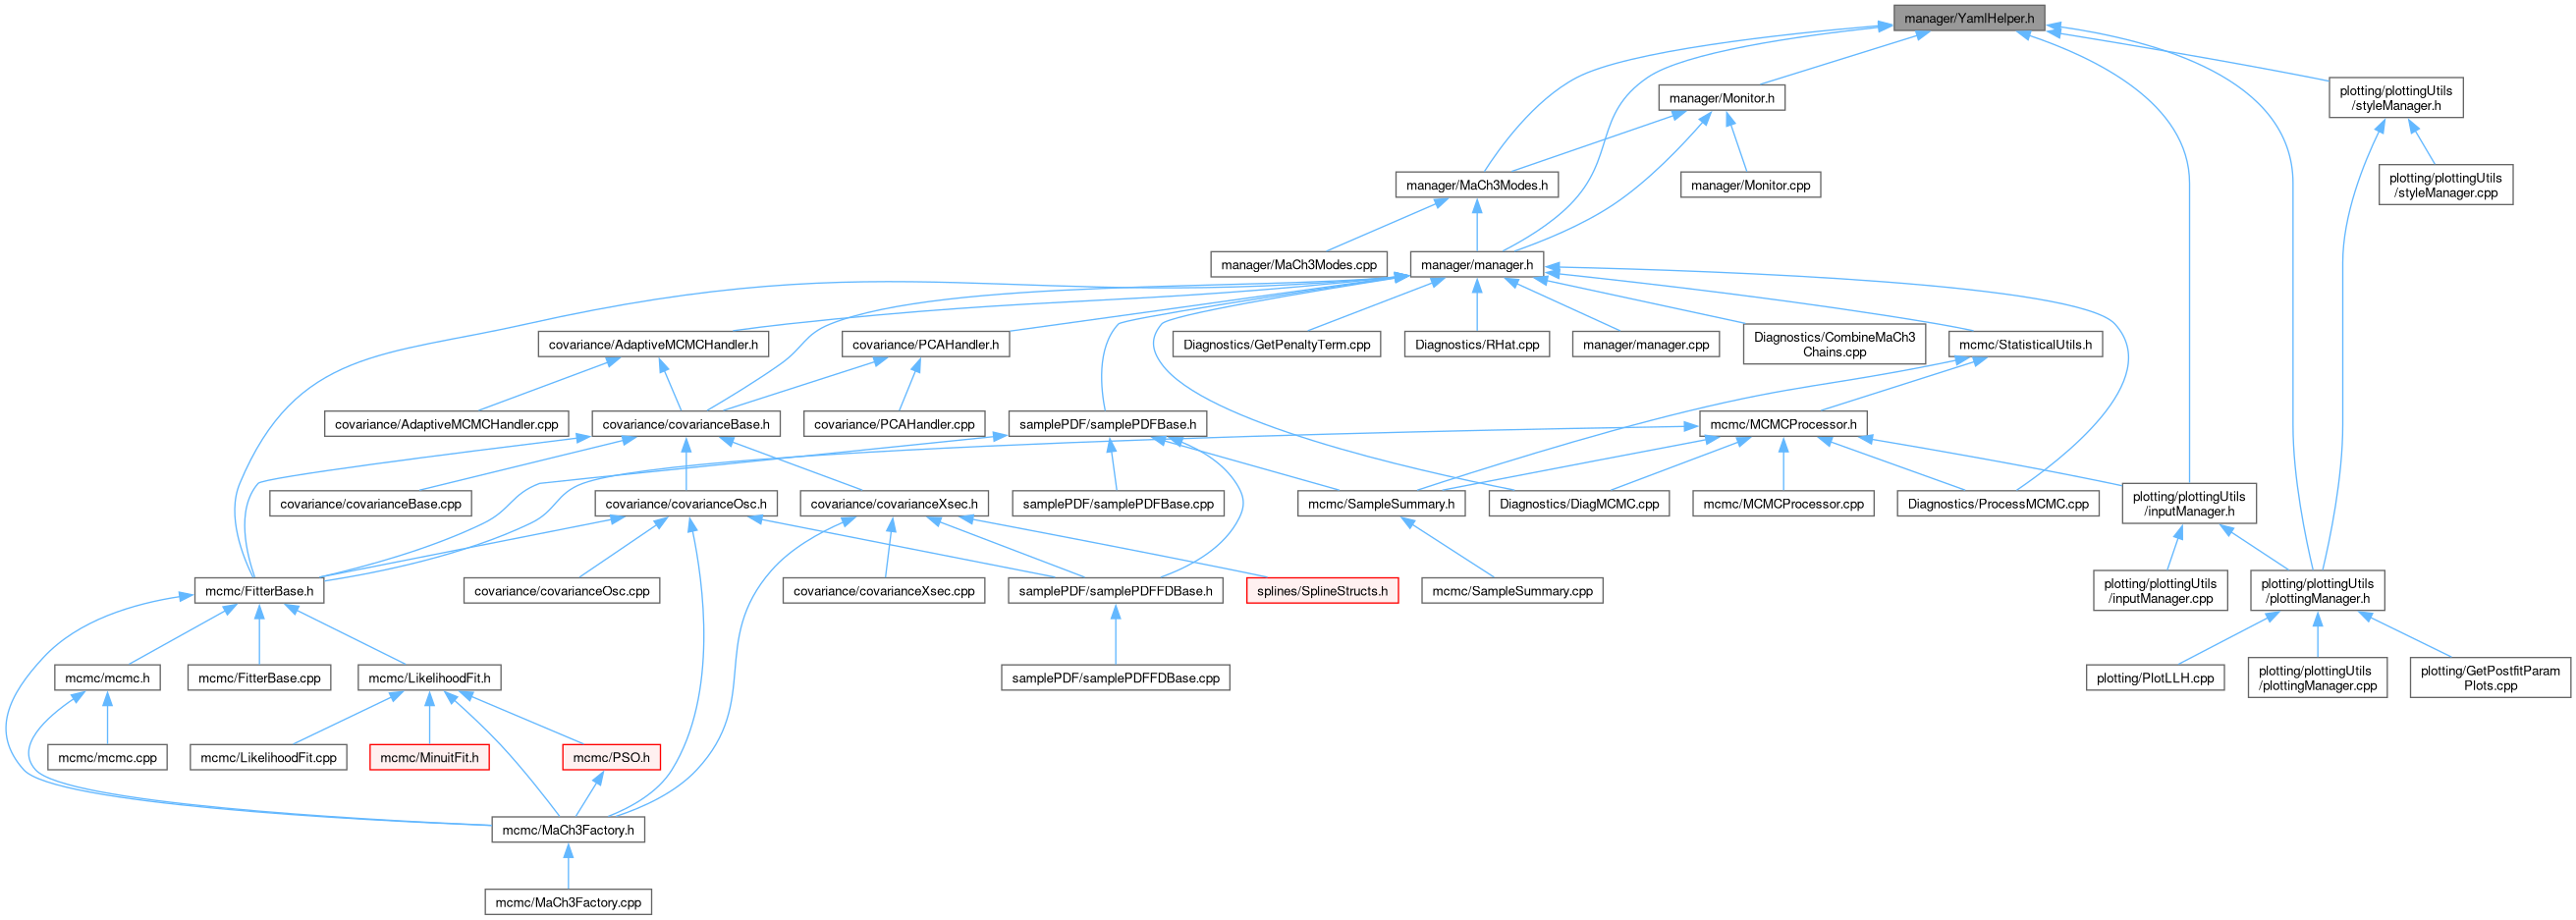 manager/YamlHelper.h
manager/Monitor.h
plotting/plottingUtils
/styleManager.h
manager/MaCh3Modes.h
manager/Monitor.cpp
plotting/plottingUtils
/styleManager.cpp
manager/MaCh3Modes.cpp
manager/manager.h
covariance/AdaptiveMCMCHandler.h
covariance/PCAHandler.h
Diagnostics/GetPenaltyTerm.cpp
Diagnostics/RHat.cpp
manager/manager.cpp
Diagnostics/CombineMaCh3
Chains.cpp
mcmc/StatisticalUtils.h
covariance/AdaptiveMCMCHandler.cpp
covariance/covarianceBase.h
covariance/PCAHandler.cpp
samplePDF/samplePDFBase.h
mcmc/MCMCProcessor.h
covariance/covarianceBase.cpp
covariance/covarianceOsc.h
covariance/covarianceXsec.h
samplePDF/samplePDFBase.cpp
mcmc/SampleSummary.h
Diagnostics/DiagMCMC.cpp
mcmc/MCMCProcessor.cpp
Diagnostics/ProcessMCMC.cpp
plotting/plottingUtils
/inputManager.h
mcmc/FitterBase.h
covariance/covarianceOsc.cpp
covariance/covarianceXsec.cpp
samplePDF/samplePDFFDBase.h
splines/SplineStructs.h
mcmc/SampleSummary.cpp
plotting/plottingUtils
/inputManager.cpp
plotting/plottingUtils
/plottingManager.h
mcmc/mcmc.h
mcmc/FitterBase.cpp
mcmc/LikelihoodFit.h
samplePDF/samplePDFFDBase.cpp
plotting/PlotLLH.cpp
plotting/plottingUtils
/plottingManager.cpp
plotting/GetPostfitParam
Plots.cpp
mcmc/mcmc.cpp
mcmc/LikelihoodFit.cpp
mcmc/MinuitFit.h
mcmc/PSO.h
mcmc/MaCh3Factory.h
mcmc/MaCh3Factory.cpp